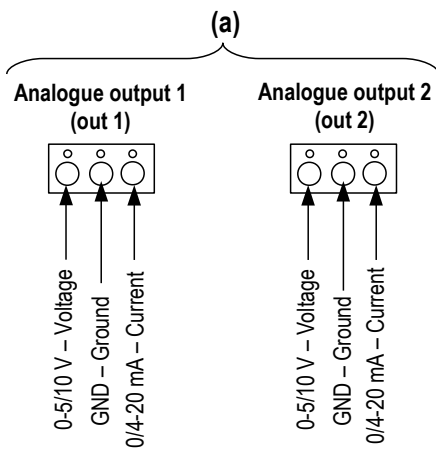 (a)
Analogue output 1
(out 1)
0-5/10 V – Voltage
GND – Ground
0/4-20 mA – Current
Analogue output 2
(out 2)
0-5/10 V – Voltage
GND – Ground
0/4-20 mA – Current